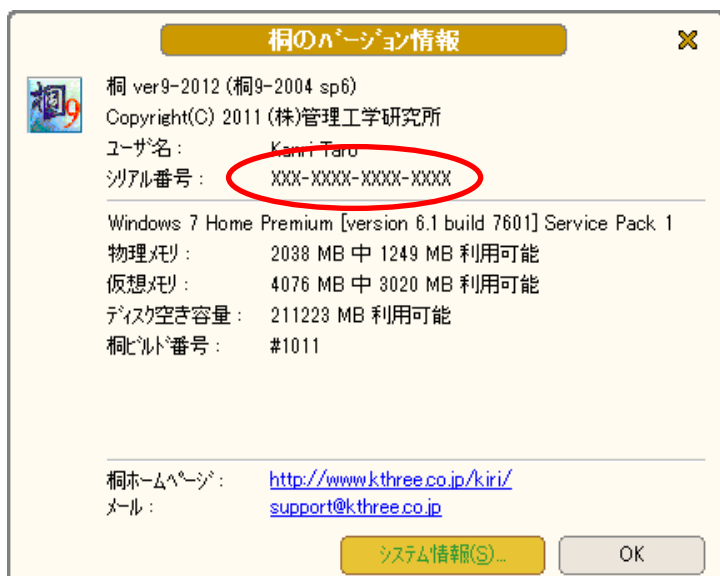 桐のバージョン情報
桐9
桐 ver9-2012 (桐9-2004 sp6)
Copyright(C) 2011 (株)管理工学研究所
ユーザ名 : Kanri Taro
シリアル番号 : XXX-XXXX-XXXX-XXXX
Windows 7 Home Premium [version 6.1 build 7601] Service Pack 1
物理メモリ : 2038 MB 中 1249 MB 利用可能
仮想メモリ : 4076 MB 中 3020 MB 利用可能
ディスク空き容量 : 211223 MB 利用可能
桐ビルド番号 : #1011
桐ホームページ : http://www.kthree.co.jp/kiri/
メール : support@kthree.co.jp
システム情報(S)... OK